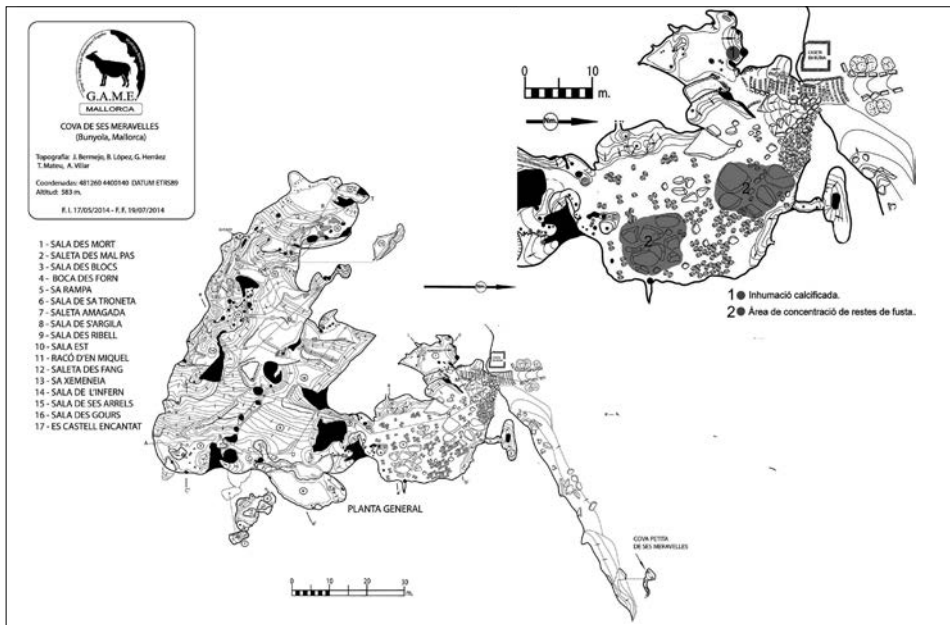 G.A.M.E.
MALLORCA
COVA DE SES MERAVELLES
(Bunyola, Mallorca)
Topografia: J. Bermejo, B. López, G. Herráez
T. Mateu, A. Villar
Coordenadas: 481260 4400140 DATUM ETRS89
Altitud: 583 m.
F. I. 17/05/2014 - F. F. 19/07/2014
1 - SALA DES MORT
2 - SALETA DES MAL PAS
3 - SALA DES BLOCS
4 - BOCA DES FORN
5 - SA RAMPA
6 - SALA DE SA TRONETA
7 - SALETA AMAGADA
8 - SALA DE S'ARGILA
9 - SALA DES RIBELL
10 - SALA EST
11 - RACÓ D'EN MIQUEL
12 - SALETA DES FANG
13 - SA XEMENEIA
14 - SALA DE L'INFERN
15 - SALA DE SES ARRELS
16 - SALA DES GOURS
17 - ES CASTELL ENCANTAT
0 10
m.
Nm.
2
2
1 Inhumació calcificada.
2 Àrea de concentració de restes de fusta.
PLANTA GENERAL
COVA PETITA
DE SES MERAVELLES
0 10 20 30
m.